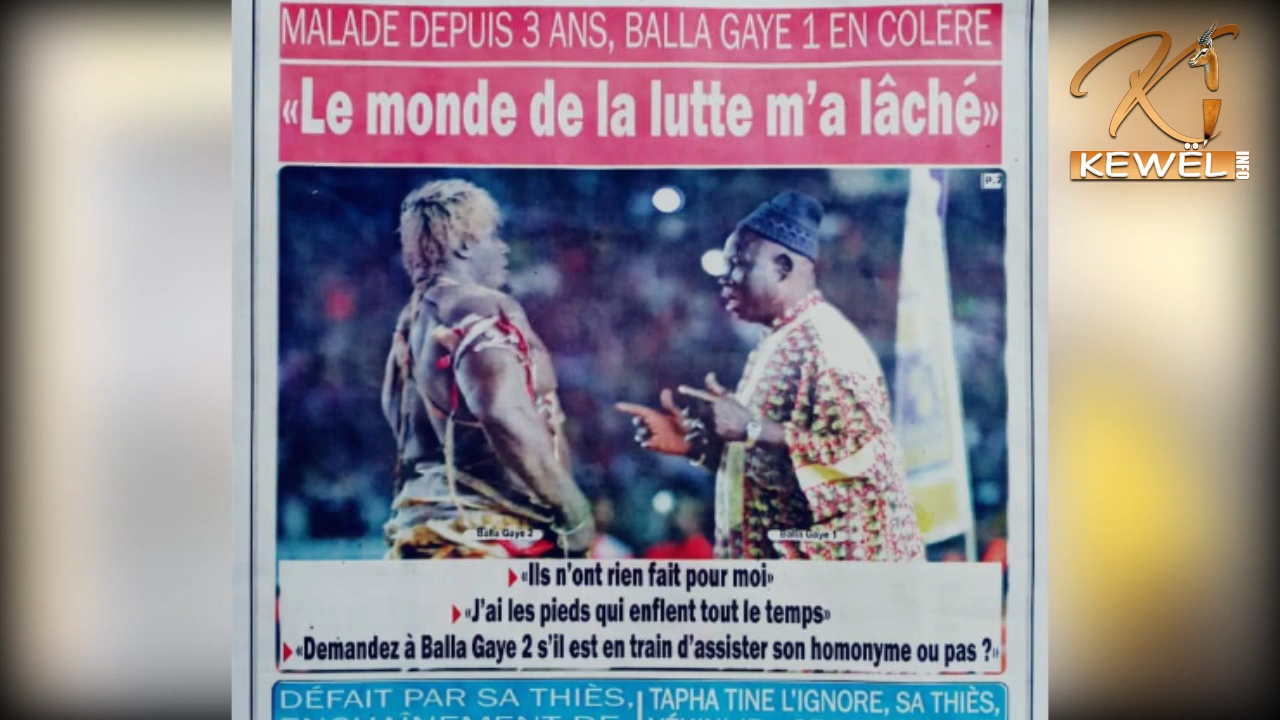 MALADE DEPUIS 3 ANS, BALLA GAYE 1 EN COLÈRE
«Le monde de la lutte m’a lâché»
P.7
Ki
KEWËL INFO
Balla Gaye 2
Balla Gaye 1
«Ils n’ont rien fait pour moi»
«J’ai les pieds qui enflent tout le temps»
«Demandez à Balla Gaye 2 s’il est en train d’assister son homonyme ou pas ?»
DÉFAIT PAR SA THIÈS,
TAPHA TINE L’IGNORE, SA THIÈS,